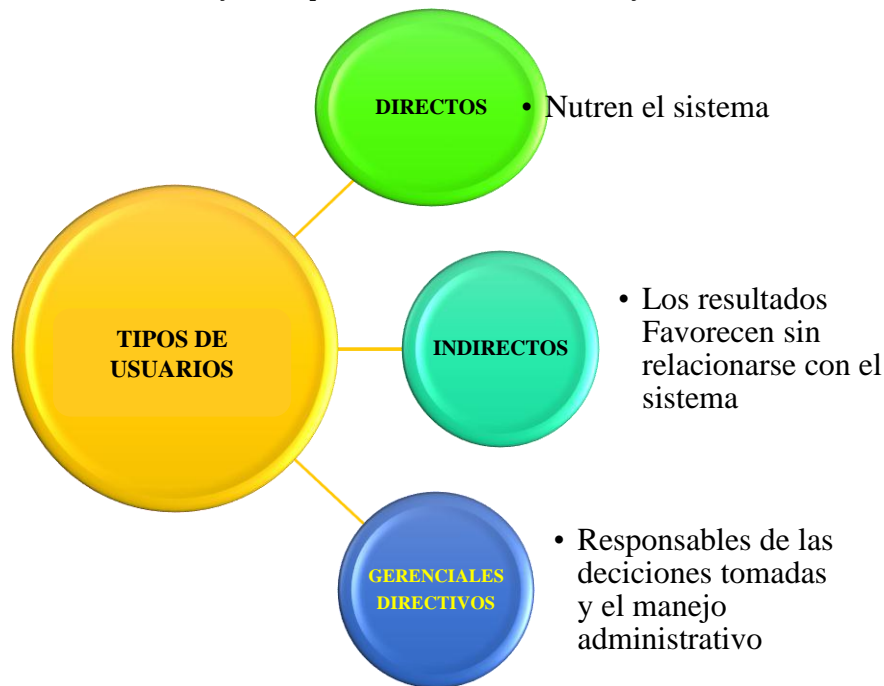 DIRECTOS
• Nutren el sistema
TIPOS DE
USUARIOS
INDIRECTOS
• Los resultados
Favorecen sin
relacionarse con el
sistema
GERENCIALES
DIRECTIVOS
• Responsables de las
deciciones tomadas
y el manejo
administrativo